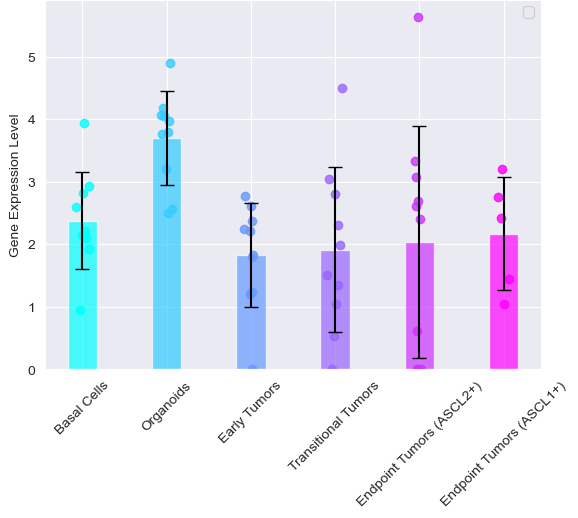 Gene Expression Level
5
4
3
2
1
0
Basal Cells
Organoids
Early Tumors
Transitional Tumors
Endpoint Tumors (ASCL2+)
Endpoint Tumors (ASCL1+)